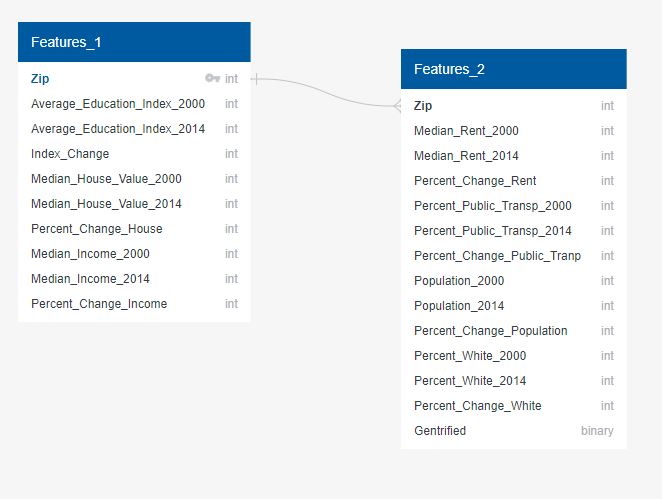 Features_1
Zip int
Average_Education_Index_2000 int
Average_Education_Index_2014 int
Index_Change int
Median_House_Value_2000 int
Median_House_Value_2014 int
Percent_Change_House int
Median_Income_2000 int
Median_Income_2014 int
Percent_Change_Income int
Features_2
Zip int
Median_Rent_2000 int
Median_Rent_2014 int
Percent_Change_Rent int
Percent_Public_Transp_2000 int
Percent_Public_Transp_2014 int
Percent_Change_Public_Tranp int
Population_2000 int
Population_2014 int
Percent_Change_Population int
Percent_White_2000 int
Percent_White_2014 int
Percent_Change_White int
Gentrified binary